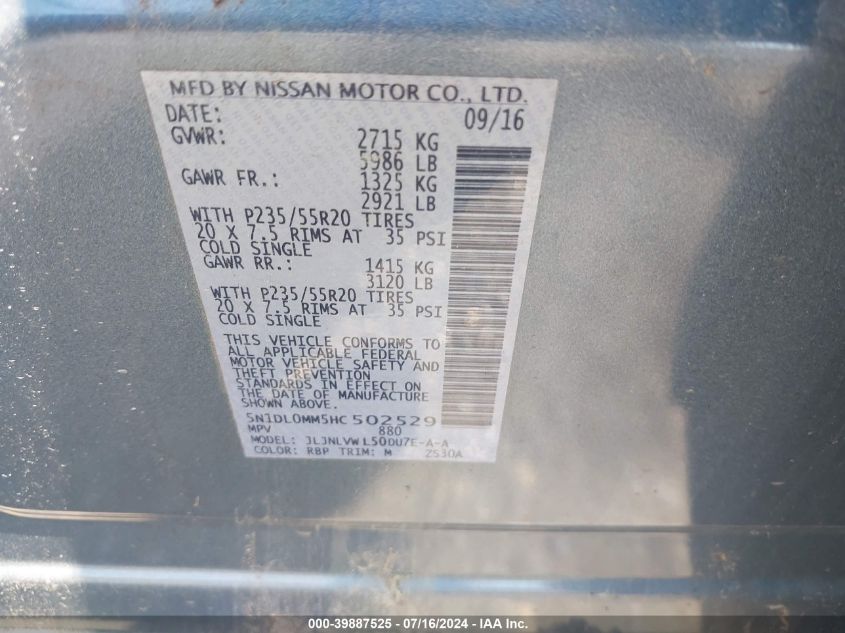 MFD BY NISSAN MOTOR CO., LTD.
DATE: 09/16
GVWR: 2715 KG
5986 LB
GAWR FR.: 1325 KG
2921 LB
WITH P235/55R20 TIRES
20 X 7.5 RIMS AT 35 PSI
COLD SINGLE
GAWR RR.: 1415 KG
3120 LB
WITH P235/55R20 TIRES
20 X 7.5 RIMS AT 35 PSI
COLD SINGLE
THIS VEHICLE CONFORMS TO
ALL APPLICABLE FEDERAL
MOTOR VEHICLE SAFETY AND
THEFT PREVENTION
STANDARDS IN EFFECT ON
THE DATE OF MANUFACTURE
SHOWN ABOVE.
5N1DL0MM5HC502529
MPV 880
MODEL: JLJNLVWL50DU7E-A-A
COLOR: RBP TRIM: M 2S30A
000-39887525 - 07/16/2024 - IAA Inc.